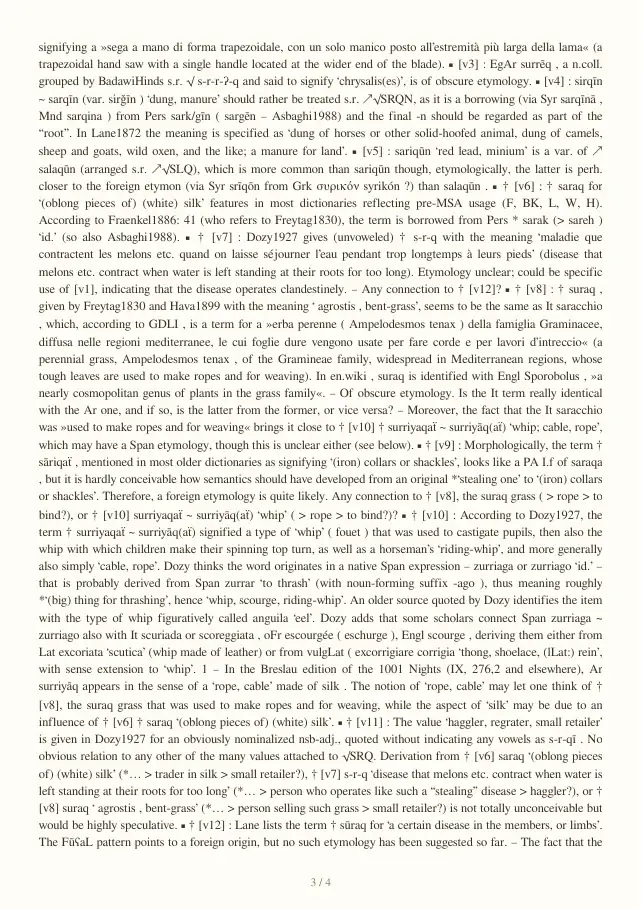 signifying a »sega a mano di forma trapezoidale, con un solo manico posto all'estremità più larga della lama« (a
trapezoidal hand saw with a single handle located at the wider end of the blade). ▪ [v3] : EgAr surrēq , a n.coll.
grouped by BadawiHinds s.r. √ s-r-r-ʔ-q and said to signify ‘chrysalis(es)’, is of obscure etymology. ▪ [v4] : sirqīn
~ sarqīn (var. sirǧīn ) ‘dung, manure’ should rather be treated s.r. ↗√SRQN, as it is a borrowing (via Syr sarqīnā ,
Mnd sarqina ) from Pers sark/gīn ( sargēn – Asbaghi1988) and the final -n should be regarded as part of the
“root”. In Lane1872 the meaning is specified as ‘dung of horses or other solid-hoofed animal, dung of camels,
sheep and goats, wild oxen, and the like; a manure for land’. ▪ [v5] : sariqūn ‘red lead, minium’ is a var. of ↗
salaqūn (arranged s.r. ↗√SLQ), which is more common than sariqūn though, etymologically, the latter is perh.
closer to the foreign etymon (via Syr srīqōn from Grk συρικόν syrikón ?) than salaqūn . ▪ † [v6] : † saraq for
‘(oblong pieces of) (white) silk’ features in most dictionaries reflecting pre-MSA usage (F, BK, L, W, H).
According to Fraenkel1886: 41 (who refers to Freytag1830), the term is borrowed from Pers * sarak (> sareh )
‘id.’ (so also Asbaghi1988). ▪ † [v7] : Dozy1927 gives (unvoweled) † s-r-q with the meaning ‘maladie que
contractent les melons etc. quand on laisse séjourner l'eau pendant trop longtemps à leurs pieds’ (disease that
melons etc. contract when water is left standing at their roots for too long). Etymology unclear; could be specific
use of [v1], indicating that the disease operates clandestinely. – Any connection to † [v12]? ▪ † [v8] : † suraq ,
given by Freytag1830 and Hava1899 with the meaning ‘ agrostis , bent-grass’, seems to be the same as It saracchio
, which, according to GDLI , is a term for a »erba perenne ( Ampelodesmos tenax ) della famiglia Graminacee,
diffusa nelle regioni mediterranee, le cui foglie dure vengono usate per fare corde e per lavori d'intreccio« (a
perennial grass, Ampelodesmos tenax , of the Gramineae family, widespread in Mediterranean regions, whose
tough leaves are used to make ropes and for weaving). In en.wiki , suraq is identified with Engl Sporobolus , »a
nearly cosmopolitan genus of plants in the grass family«. – Of obscure etymology. Is the It term really identical
with the Ar one, and if so, is the latter from the former, or vice versa? – Moreover, the fact that the It saracchio
was »used to make ropes and for weaving« brings it close to † [v10] † surriyaqaẗ ~ surriyāq(aẗ) ‘whip; cable, rope’,
which may have a Span etymology, though this is unclear either (see below). ▪ † [v9] : Morphologically, the term †
sāriqaẗ , mentioned in most older dictionaries as signifying ‘(iron) collars or shackles’, looks like a PA I.f of saraqa
, but it is hardly conceivable how semantics should have developed from an original *‘stealing one’ to ‘(iron) collars
or shackles’. Therefore, a foreign etymology is quite likely. Any connection to † [v8], the suraq grass ( > rope > to
bind?), or † [v10] surriyaqaẗ ~ surriyāq(aẗ) ‘whip’ ( > rope > to bind?)? ▪ † [v10] : According to Dozy1927, the
term † surriyaqaẗ ~ surriyāq(aẗ) signified a type of ‘whip’ ( fouet ) that was used to castigate pupils, then also the
whip with which children make their spinning top turn, as well as a horseman's ‘riding-whip’, and more generally
also simply ‘cable, rope’. Dozy thinks the word originates in a native Span expression – zurriaga or zurriago ‘id.’ –
that is probably derived from Span zurrar ‘to thrash’ (with noun-forming suffix -ago ), thus meaning roughly
*‘(big) thing for thrashing’, hence ‘whip, scourge, riding-whip’. An older source quoted by Dozy identifies the item
with the type of whip figuratively called anguila ‘eel’. Dozy adds that some scholars connect Span zurriaga ~
zurriago also with It scuriada or scoreggiata , oFr escourgée ( eschurge ), Engl scourge , deriving them either from
Lat excoriata ‘scutica’ (whip made of leather) or from vulgLat ( excorrigiare corrigia ‘thong, shoelace, (lLat:) rein’,
with sense extension to ‘whip’. 1 – In the Breslau edition of the 1001 Nights (IX, 276,2 and elsewhere), Ar
surriyāq appears in the sense of a ‘rope, cable’ made of silk . The notion of ‘rope, cable’ may let one think of †
[v8], the suraq grass that was used to make ropes and for weaving, while the aspect of ‘silk’ may be due to an
influence of † [v6] † saraq ‘(oblong pieces of) (white) silk’. ▪ † [v11] : The value ‘haggler, regrater, small retailer’
is given in Dozy1927 for an obviously nominalized nsb-adj., quoted without indicating any vowels as s-r-qī . No
obvious relation to any other of the many values attached to √SRQ. Derivation from † [v6] saraq ‘(oblong pieces
of) (white) silk’ (*… > trader in silk > small retailer?), † [v7] s-r-q ‘disease that melons etc. contract when water is
left standing at their roots for too long’ (*… > person who operates like such a “stealing” disease > haggler?), or †
[v8] suraq ‘ agrostis , bent-grass’ (*… > person selling such grass > small retailer?) is not totally unconceivable but
would be highly speculative. ▪ † [v12] : Lane lists the term † sūraq for ‘a certain disease in the members, or limbs’.
The FūʕaL pattern points to a foreign origin, but no such etymology has been suggested so far. – The fact that the
3 / 4